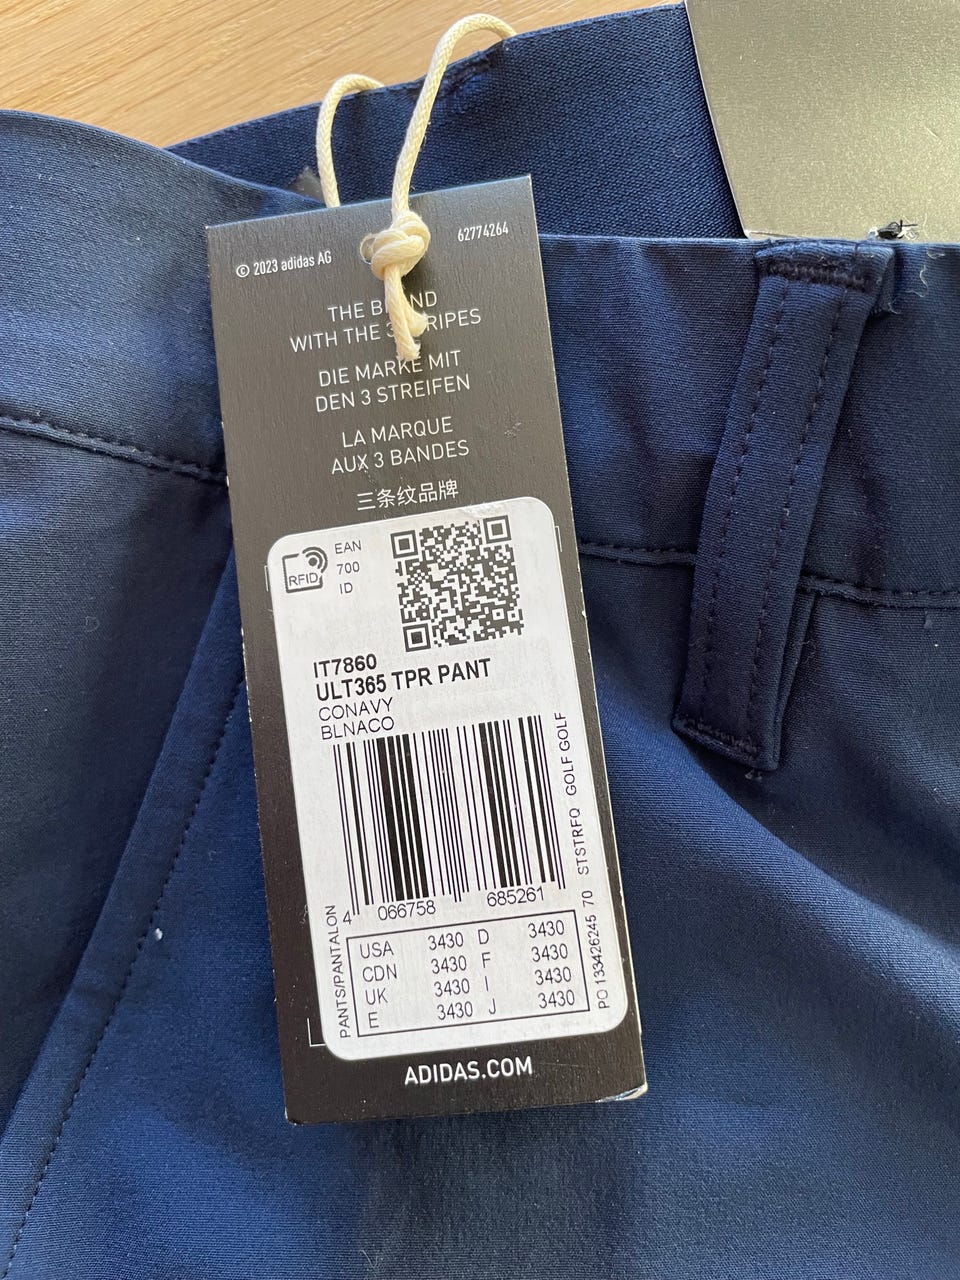 © 2023 adidas AG
62774264
THE BRAND
WITH THE 3 STRIPES
DIE MARKE MIT
DEN 3 STREIFEN
LA MARQUE
AUX 3 BANDES
三条纹品牌
RFID
EAN
700
ID
IT7860
ULT365 TPR PANT
CONAVY
BLNACO
4 066758 685261
PANTS/PANTALON
PO 133426245 70 STSTRFQ GOLF GOLF
USA 3430 D 3430
CDN 3430 F 3430
UK 3430 I 3430
E 3430 J 3430
ADIDAS.COM